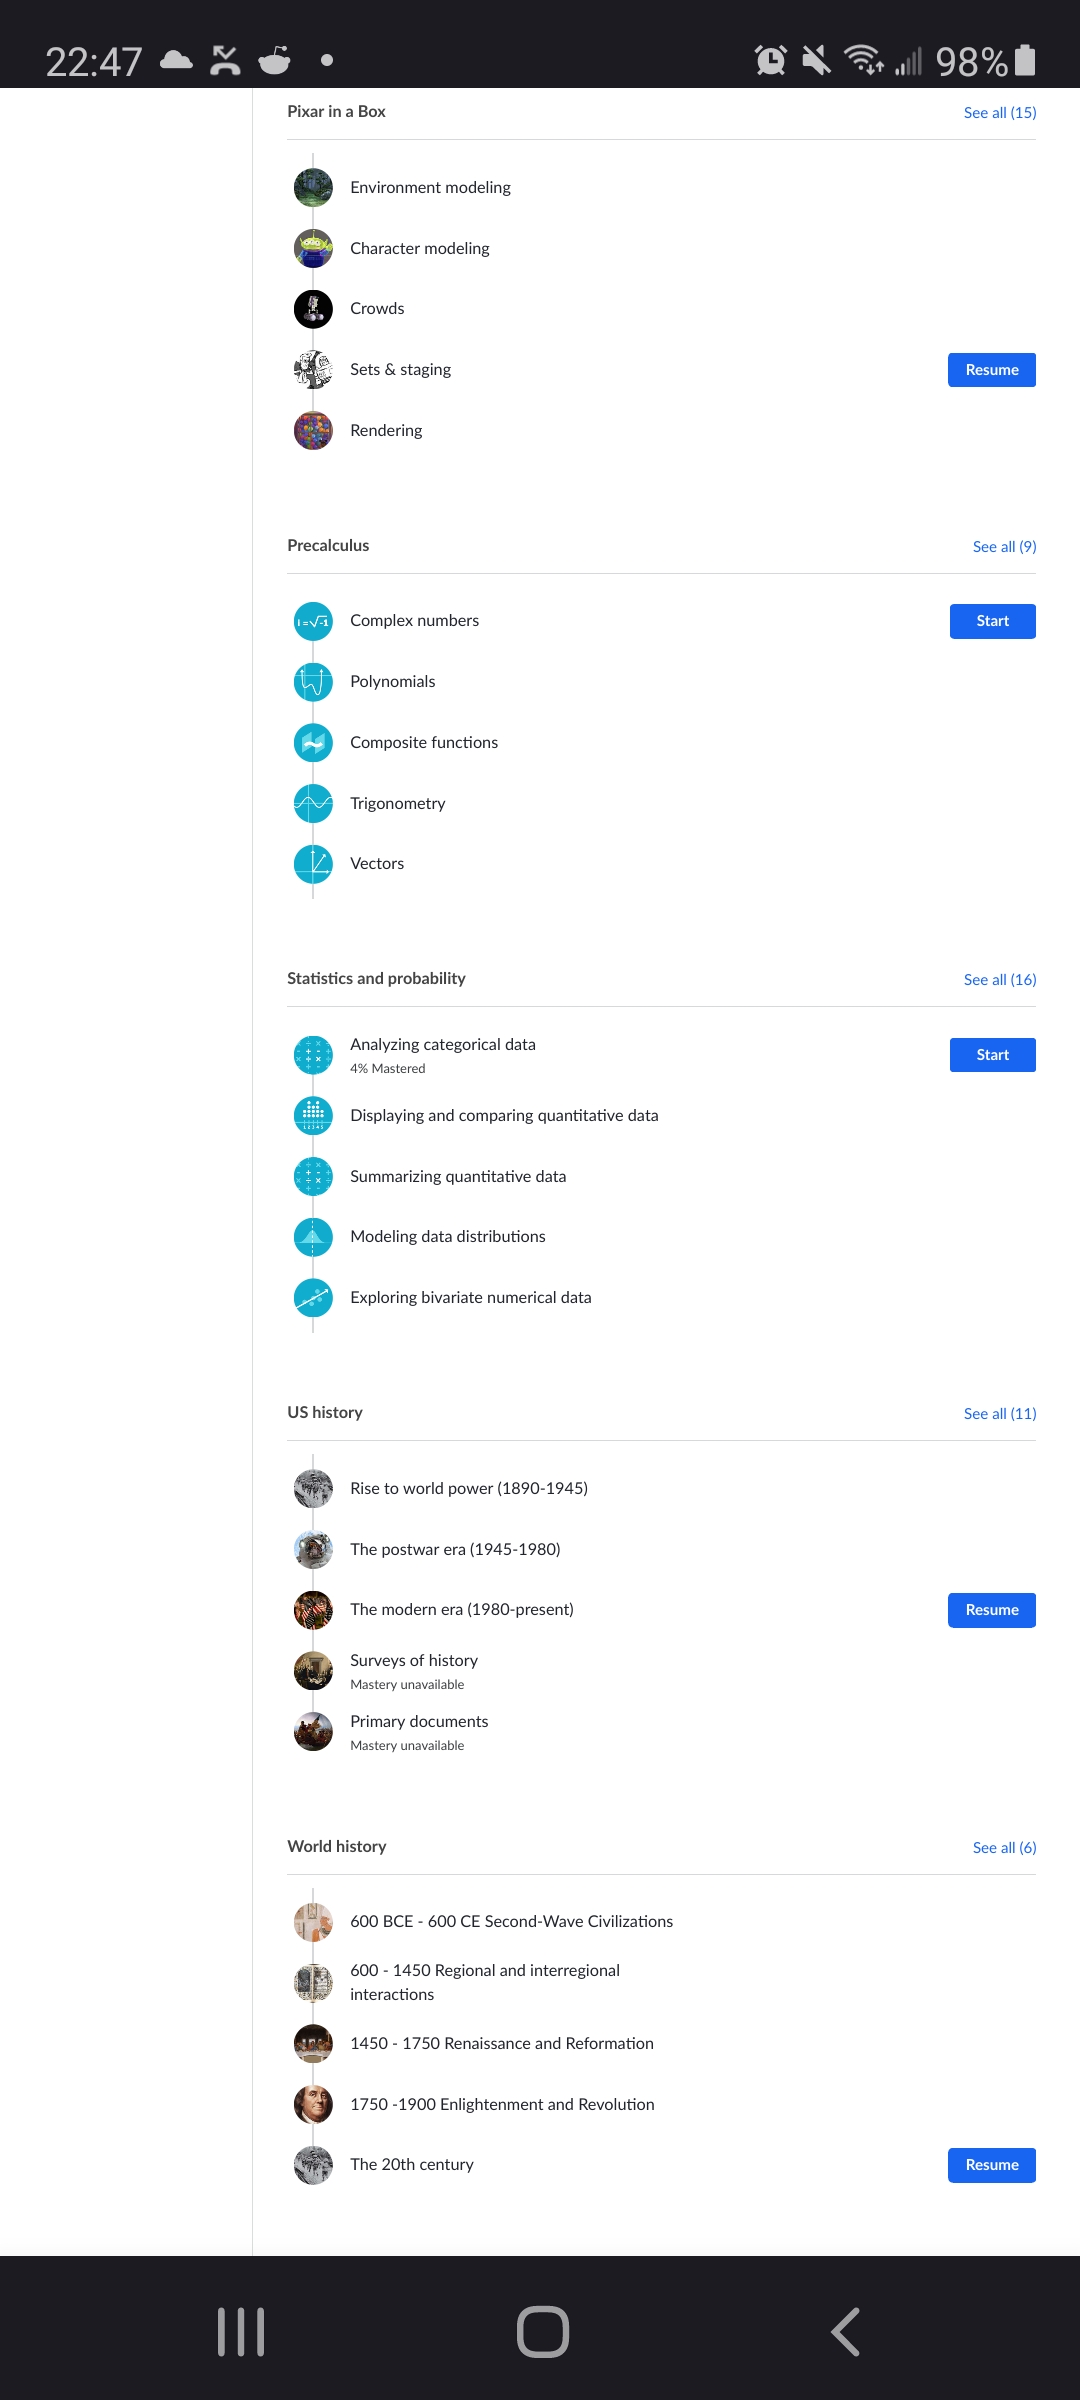 22:47 98%
Pixar in a Box See all (15)
Environment modeling
Character modeling
Crowds
Sets & staging Resume
Rendering
Precalculus See all (9)
i=√-1 Complex numbers Start
Polynomials
Composite functions
Trigonometry
Vectors
Statistics and probability See all (16)
Analyzing categorical data Start
4% Mastered
Displaying and comparing quantitative data
Summarizing quantitative data
Modeling data distributions
Exploring bivariate numerical data
US history See all (11)
Rise to world power (1890-1945)
The postwar era (1945-1980)
The modern era (1980-present) Resume
Surveys of history
Mastery unavailable
Primary documents
Mastery unavailable
World history See all (6)
600 BCE - 600 CE Second-Wave Civilizations
600 - 1450 Regional and interregional
interactions
1450 - 1750 Renaissance and Reformation
1750 -1900 Enlightenment and Revolution
The 20th century Resume